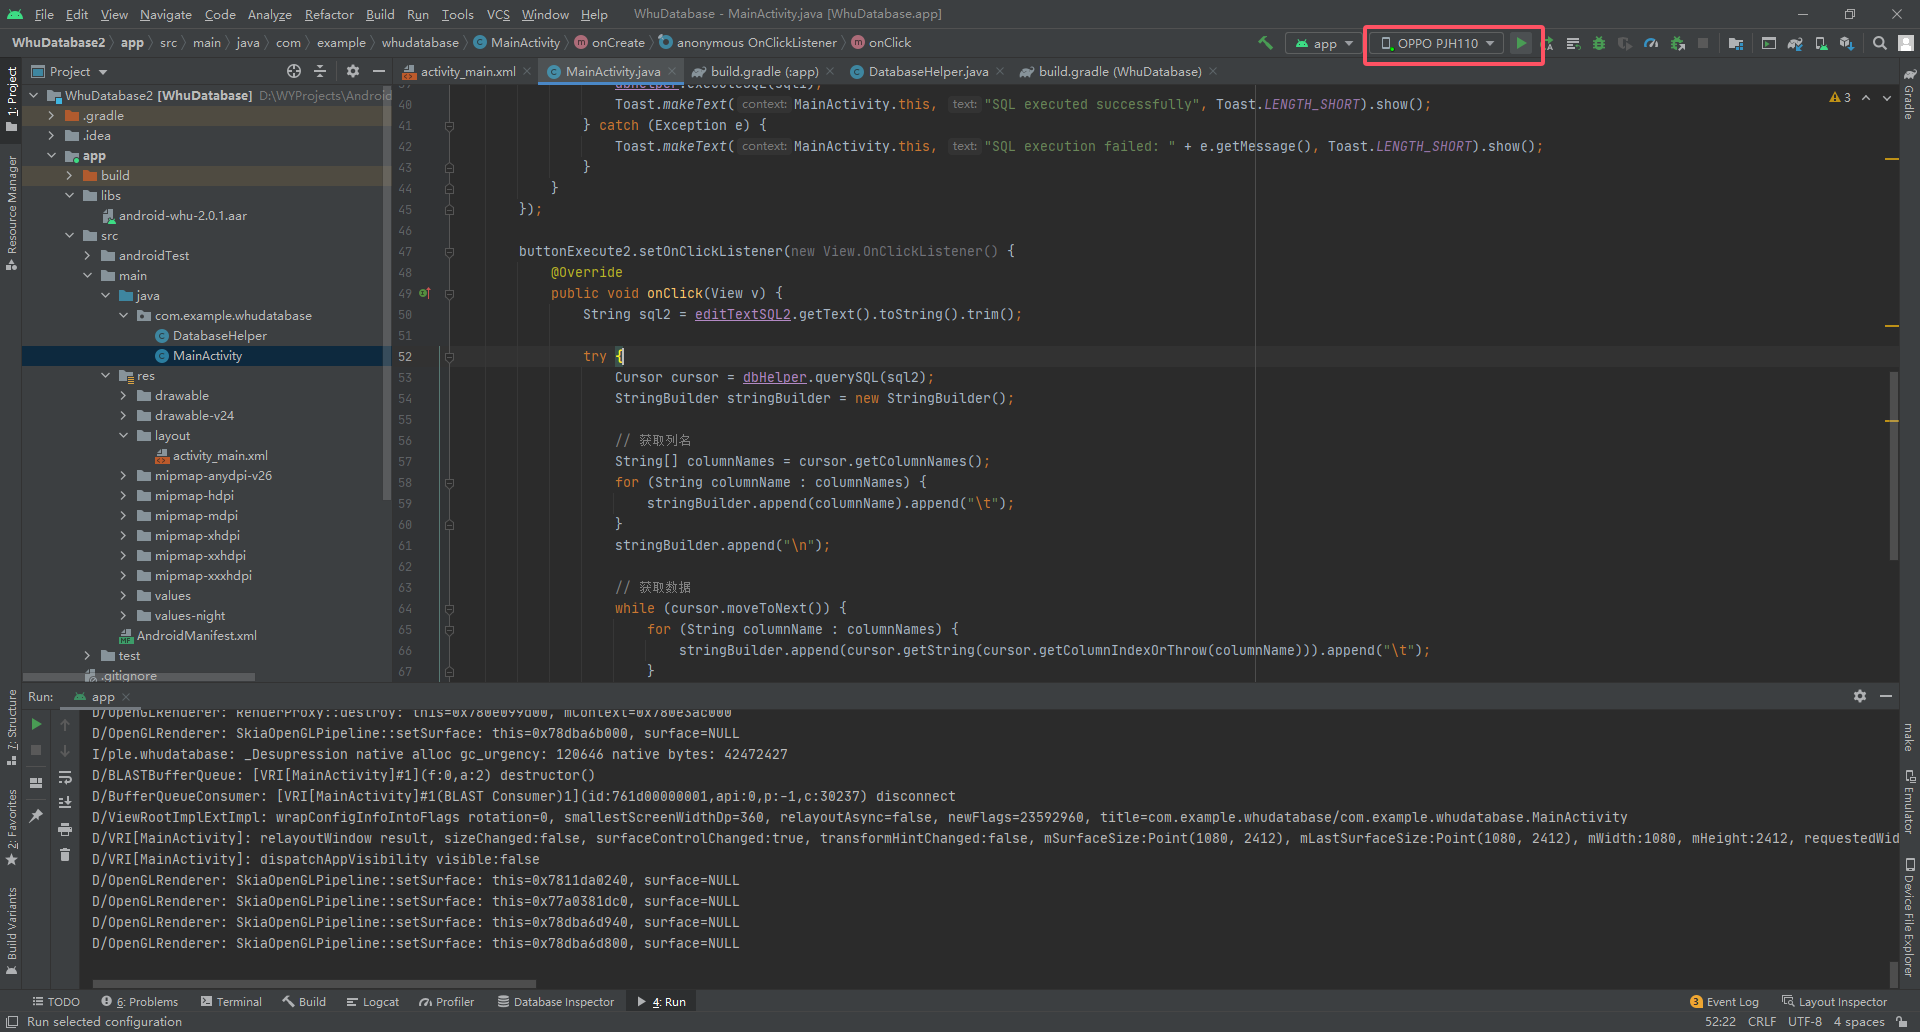 File Edit View Navigate Code Analyze Refactor Build Run Tools VCS Window Help WhuDatabase - MainActivity.java [WhuDatabase.app]
WhuDatabase2 app src main java com example whudatabase MainActivity onCreate anonymous OnClickListener onClick app OPPO PJH110
Project
activity_main.xml MainActivity.java build.gradle (:app) DatabaseHelper.java build.gradle (WhuDatabase)
1: Project
Resource Manager
7: Structure
2: Favorites
Build Variants
WhuDatabase2 [WhuDatabase] D:\WYProjects\Android
.gradle
.idea
app
build
libs
android-whu-2.0.1.aar
src
androidTest
main
java
com.example.whudatabase
DatabaseHelper
MainActivity
res
drawable
drawable-v24
layout
activity_main.xml
mipmap-anydpi-v26
mipmap-hdpi
mipmap-mdpi
mipmap-xhdpi
mipmap-xxhdpi
mipmap-xxxhdpi
values
values-night
AndroidManifest.xml
test
.gitignore
3
39 dbHelper.executeSQL(sql1);
40 Toast.makeText( context: MainActivity.this, text: "SQL executed successfully", Toast.LENGTH_SHORT).show();
41 } catch (Exception e) {
42 Toast.makeText( context: MainActivity.this, text: "SQL execution failed: " + e.getMessage(), Toast.LENGTH_SHORT).show();
43 }
44 }
45 });
46
47 buttonExecute2.setOnClickListener(new View.OnClickListener() {
48 @Override
49 public void onClick(View v) {
50 String sql2 = editTextSQL2.getText().toString().trim();
51
52 try {
53 Cursor cursor = dbHelper.querySQL(sql2);
54 StringBuilder stringBuilder = new StringBuilder();
55
56 // 获取列名
57 String[] columnNames = cursor.getColumnNames();
58 for (String columnName : columnNames) {
59 stringBuilder.append(columnName).append("\t");
60 }
61 stringBuilder.append("\n");
62
63 // 获取数据
64 while (cursor.moveToNext()) {
65 for (String columnName : columnNames) {
66 stringBuilder.append(cursor.getString(cursor.getColumnIndexOrThrow(columnName))).append("\t");
67 }
Gradle
make
Emulator
Device File Explorer
Run: app
D/OpenGLRenderer: RenderProxy::destroy: this=0x780e099d00, mContext=0x780e3ac000
D/OpenGLRenderer: SkiaOpenGLPipeline::setSurface: this=0x78dba6b000, surface=NULL
I/ple.whudatabase: _Desupression native alloc gc_urgency: 120646 native bytes: 42472427
D/BLASTBufferQueue: [VRI[MainActivity]#1](f:0,a:2) destructor()
D/BufferQueueConsumer: [VRI[MainActivity]#1(BLAST Consumer)1](id:761d00000001,api:0,p:-1,c:30237) disconnect
D/ViewRootImplExtImpl: wrapConfigInfoIntoFlags rotation=0, smallestScreenWidthDp=360, relayoutAsync=false, newFlags=23592960, title=com.example.whudatabase/com.example.whudatabase.MainActivity
D/VRI[MainActivity]: relayoutWindow result, sizeChanged:false, surfaceControlChanged:true, transformHintChanged:false, mSurfaceSize:Point(1080, 2412), mLastSurfaceSize:Point(1080, 2412), mWidth:1080, mHeight:2412, requestedWid
D/VRI[MainActivity]: dispatchAppVisibility visible:false
D/OpenGLRenderer: SkiaOpenGLPipeline::setSurface: this=0x7811da0240, surface=NULL
D/OpenGLRenderer: SkiaOpenGLPipeline::setSurface: this=0x77a0381dc0, surface=NULL
D/OpenGLRenderer: SkiaOpenGLPipeline::setSurface: this=0x78dba6d940, surface=NULL
D/OpenGLRenderer: SkiaOpenGLPipeline::setSurface: this=0x78dba6d800, surface=NULL
TODO 6: Problems Terminal Build Logcat Profiler Database Inspector 4: Run 3 Event Log Layout Inspector
Run selected configuration 52:22 CRLF UTF-8 4 spaces